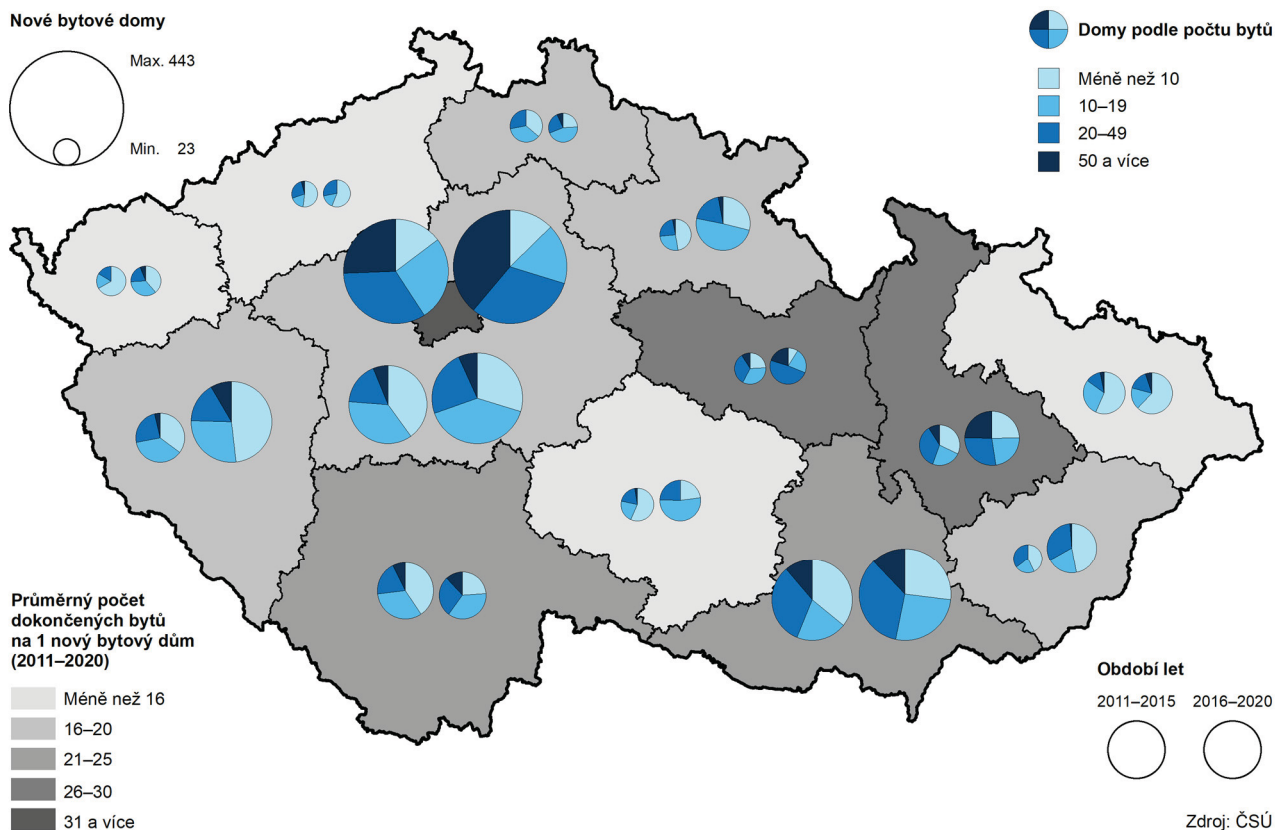 Nové bytové domy
Max. 443
Min. 23
Domy podle počtu bytů
Méně než 10
10–19
20–49
50 a více
Průměrný počet
dokončených bytů
na 1 nový bytový dům
(2011–2020)
Méně než 16
16–20
21–25
26–30
31 a více
Období let
2011–2015 2016–2020
Zdroj: ČSÚ